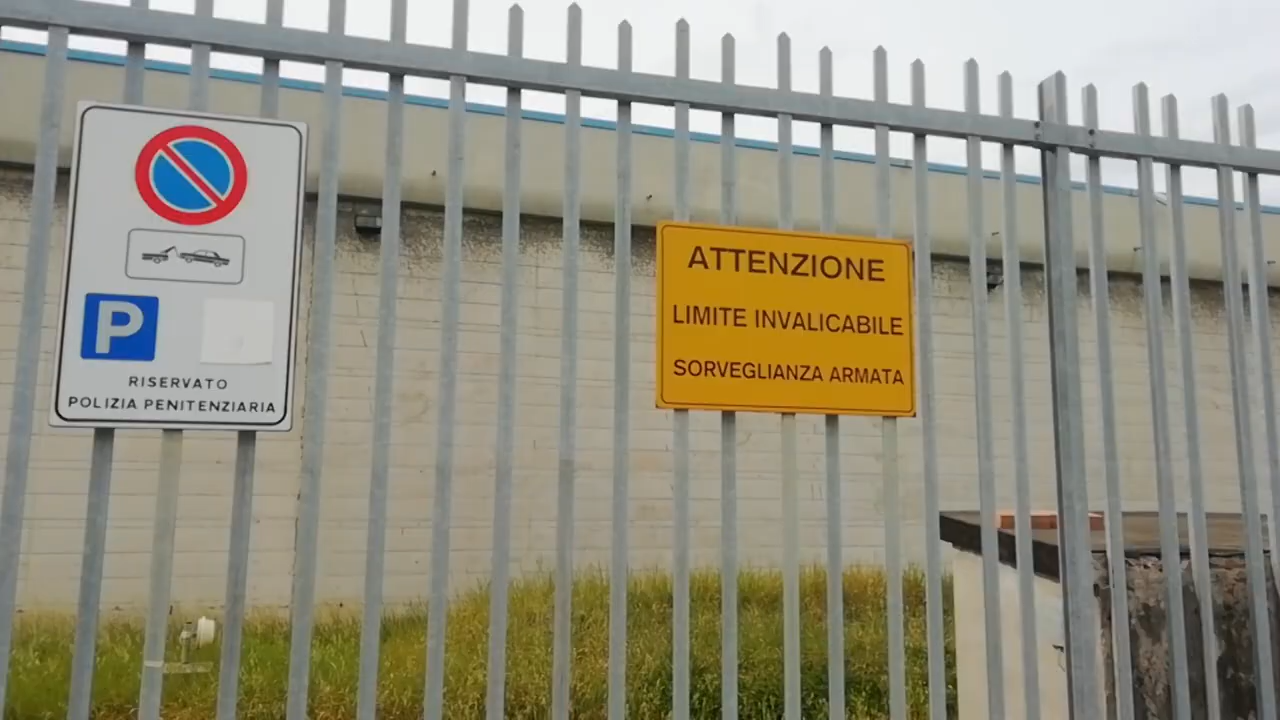 P
RISERVATO
POLIZIA PENITENZIARIA
ATTENZIONE
LIMITE INVALICABILE
SORVEGLIANZA ARMATA